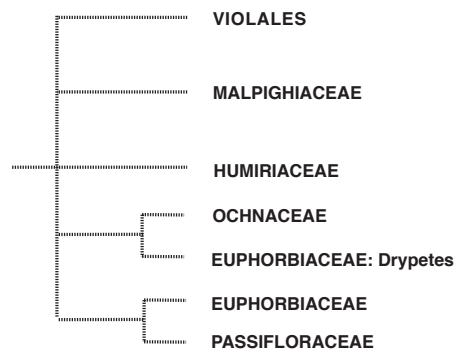 VIOLALES
MALPIGHIACEAE
HUMIRIACEAE
OCHNACEAE
EUPHORBIACEAE: Drypetes
EUPHORBIACEAE
PASSIFLORACEAE